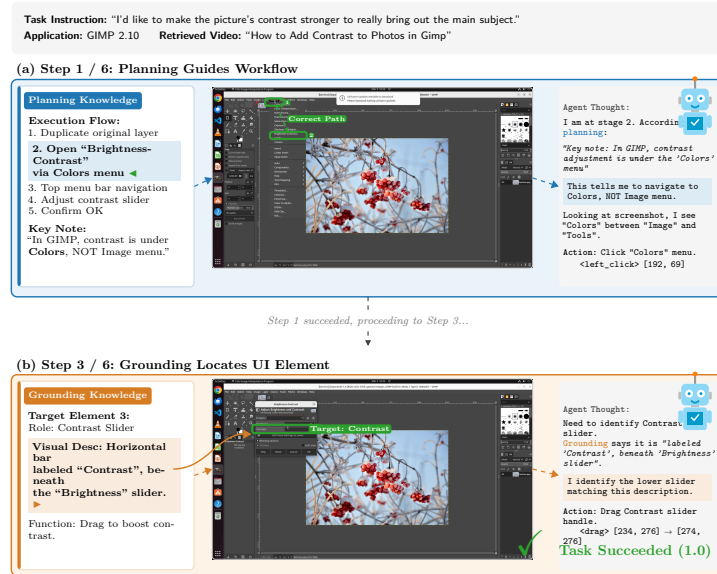 Task Instruction: “I’d like to make the picture’s contrast stronger to really bring out the main subject.”
Application: GIMP 2.10 Retrieved Video: “How to Add Contrast to Photos in Gimp”
(a) Step 1 / 6: Planning Guides Workflow
Planning Knowledge
Execution Flow:
1. Duplicate original layer
2. Open “Brightness-
Contrast”
via Colors menu ◀
3. Top menu bar navigation
4. Adjust contrast slider
5. Confirm OK
Key Note:
“In GIMP, contrast is under
Colors, NOT Image menu.”
Correct Path
Agent Thought:
I am at stage 2. Accordin
planning:
"Key note: In GIMP, contrast
adjustment is under the 'Colors'
menu"
This tells me to navigate to
Colors, NOT Image menu.
Looking at screenshot, I see
"Colors" between "Image" and
"Tools".
Action: Click "Colors" menu.
<left_click> [192, 69]
Step 1 succeeded, proceeding to Step 3...
(b) Step 3 / 6: Grounding Locates UI Element
Grounding Knowledge
Target Element 3:
Role: Contrast Slider
Visual Desc: Horizontal
bar
labeled “Contrast”, be-
neath
the “Brightness” slider.
▶
Function: Drag to boost con-
trast.
Target: Contrast
Agent Thought:
Need to identify Contras
slider.
Grounding says it is "labeled
'Contrast', beneath 'Brightness'
slider".
I identify the lower slider
matching this description.
Action: Drag Contrast slider
handle.
<drag> [234, 276] → [274,
276]
✓ Task Succeeded (1.0)